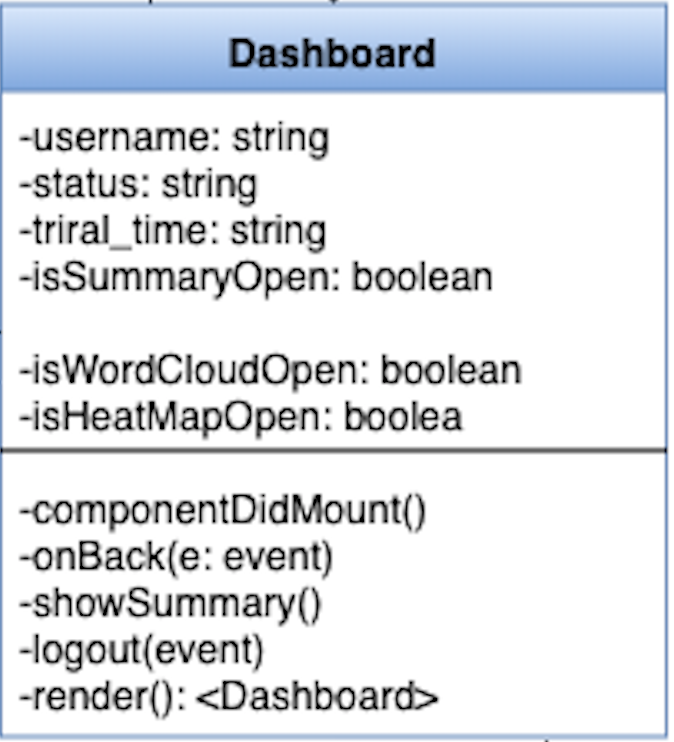 Dashboard
-username: string
-status: string
-triral_time: string
-isSummaryOpen: boolean
-isWordCloudOpen: boolean
-isHeatMapOpen: boolea
-componentDidMount()
-onBack(e: event)
-showSummary()
-logout(event)
-render(): <Dashboard>